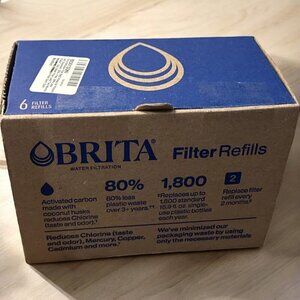 6 FILTER
REFILLS
BRITA®
WATER FILTRATION
Filter Refills
Activated carbon
made with
coconut husks
reduces Chlorine
(taste and odor).*
80%
80% less
plastic waste
over 3+ years.**
1,800
Replaces up to
1,800 standard
16.9 fl oz single-
use plastic bottles
each year.
2
Replace filter
refill every
2 months.
Reduces Chlorine (taste
and odor), Mercury, Copper,
Cadmium and more.
We've minimized our
packaging waste by using
only the necessary materials